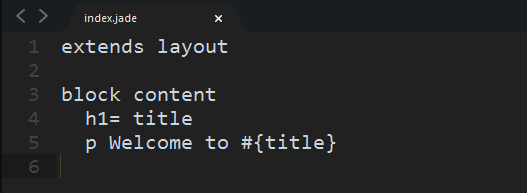 index.jade
1 extends layout
2
3 block content
4   h1= title
5   p Welcome to #{title}
6